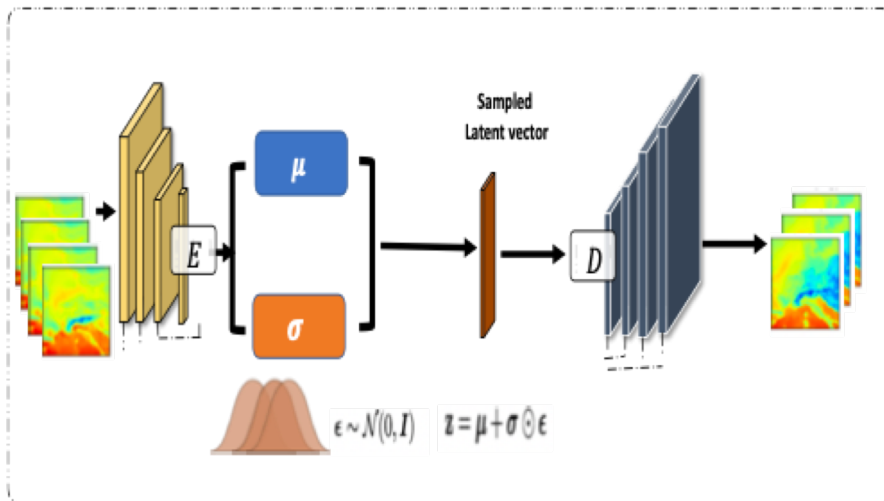 Sampled
Latent vector
μ
E
D
σ
ϵ ~ N(0, I)
z = μ + σ ⊙ ϵ